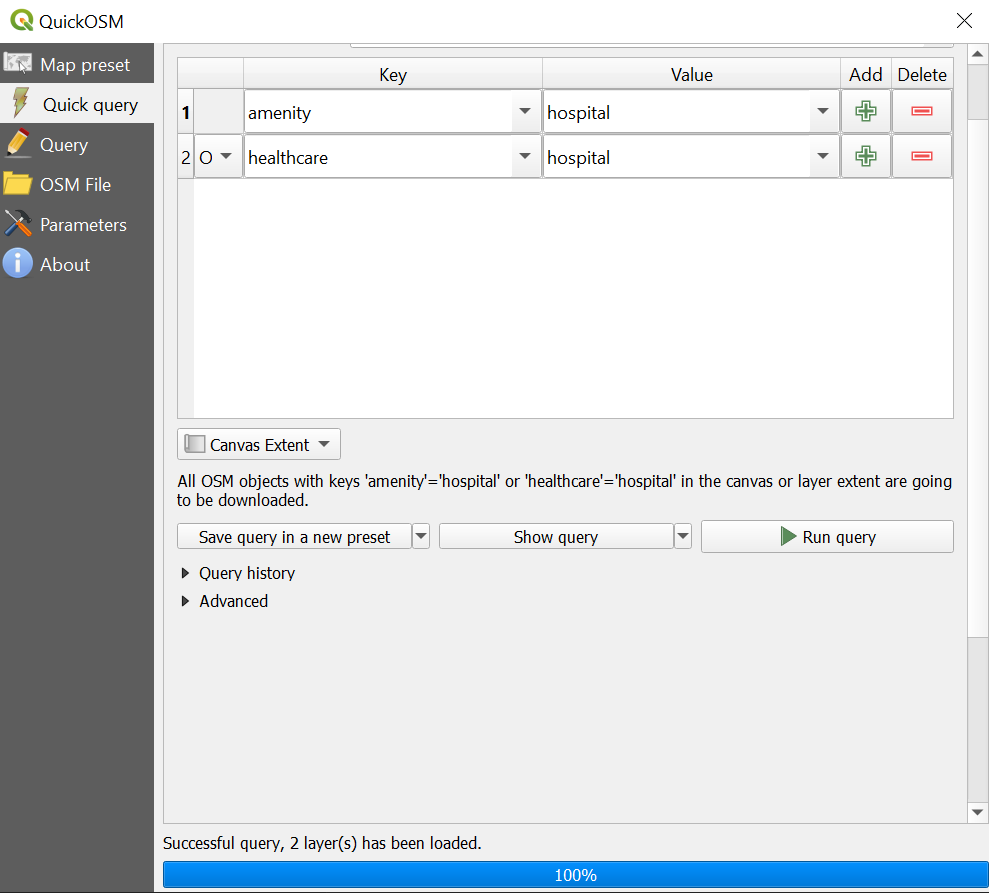 QuickOSM
Map preset
Quick query
Query
OSM File
Parameters
About
Key Value Add Delete
1 amenity hospital
2 O healthcare hospital
Canvas Extent
All OSM objects with keys 'amenity'='hospital' or 'healthcare'='hospital' in the canvas or layer extent are going
to be downloaded.
Save query in a new preset Show query Run query
Query history
Advanced
Successful query, 2 layer(s) has been loaded.
100%